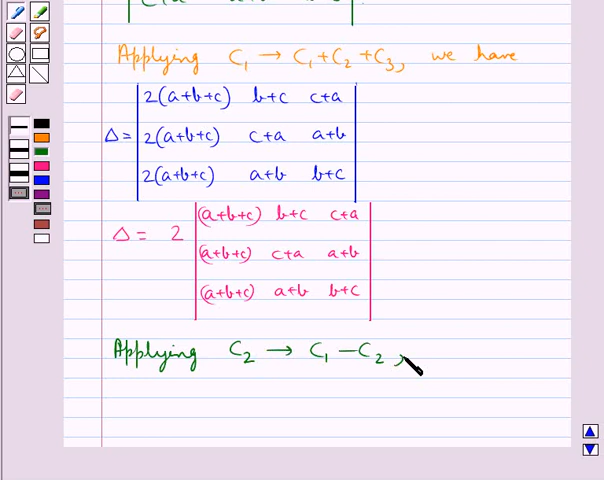 c+a a+b b+c
Applying C₁ → C₁+C₂+C₃, we have
2(a+b+c) b+c c+a
Δ= 2(a+b+c) c+a a+b
2(a+b+c) a+b b+c
(a+b+c) b+c c+a
Δ= 2 (a+b+c) c+a a+b
(a+b+c) a+b b+c
Applying C₂ → C₁ −C₂,